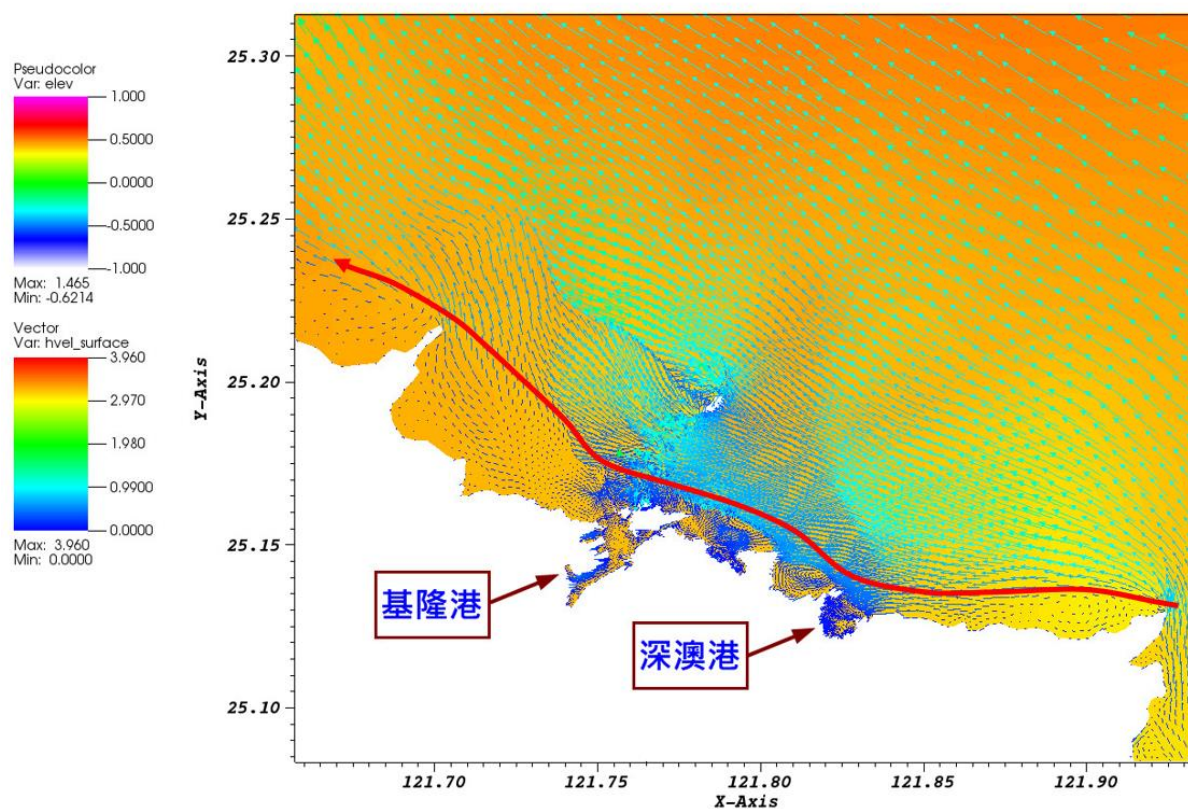 Pseudocolor
Var: elev
1.000
0.5000
0.0000
-0.5000
-1.000
Max: 1.465
Min: -0.6214
Vector
Var: hvel_surface
3.960
2.970
1.980
0.9900
0.0000
Max: 3.960
Min: 0.0000
25.30
25.25
25.20
25.15
25.10
Y-Axis
基隆港
深澳港
121.70
121.75
121.80
121.85
121.90
X-Axis